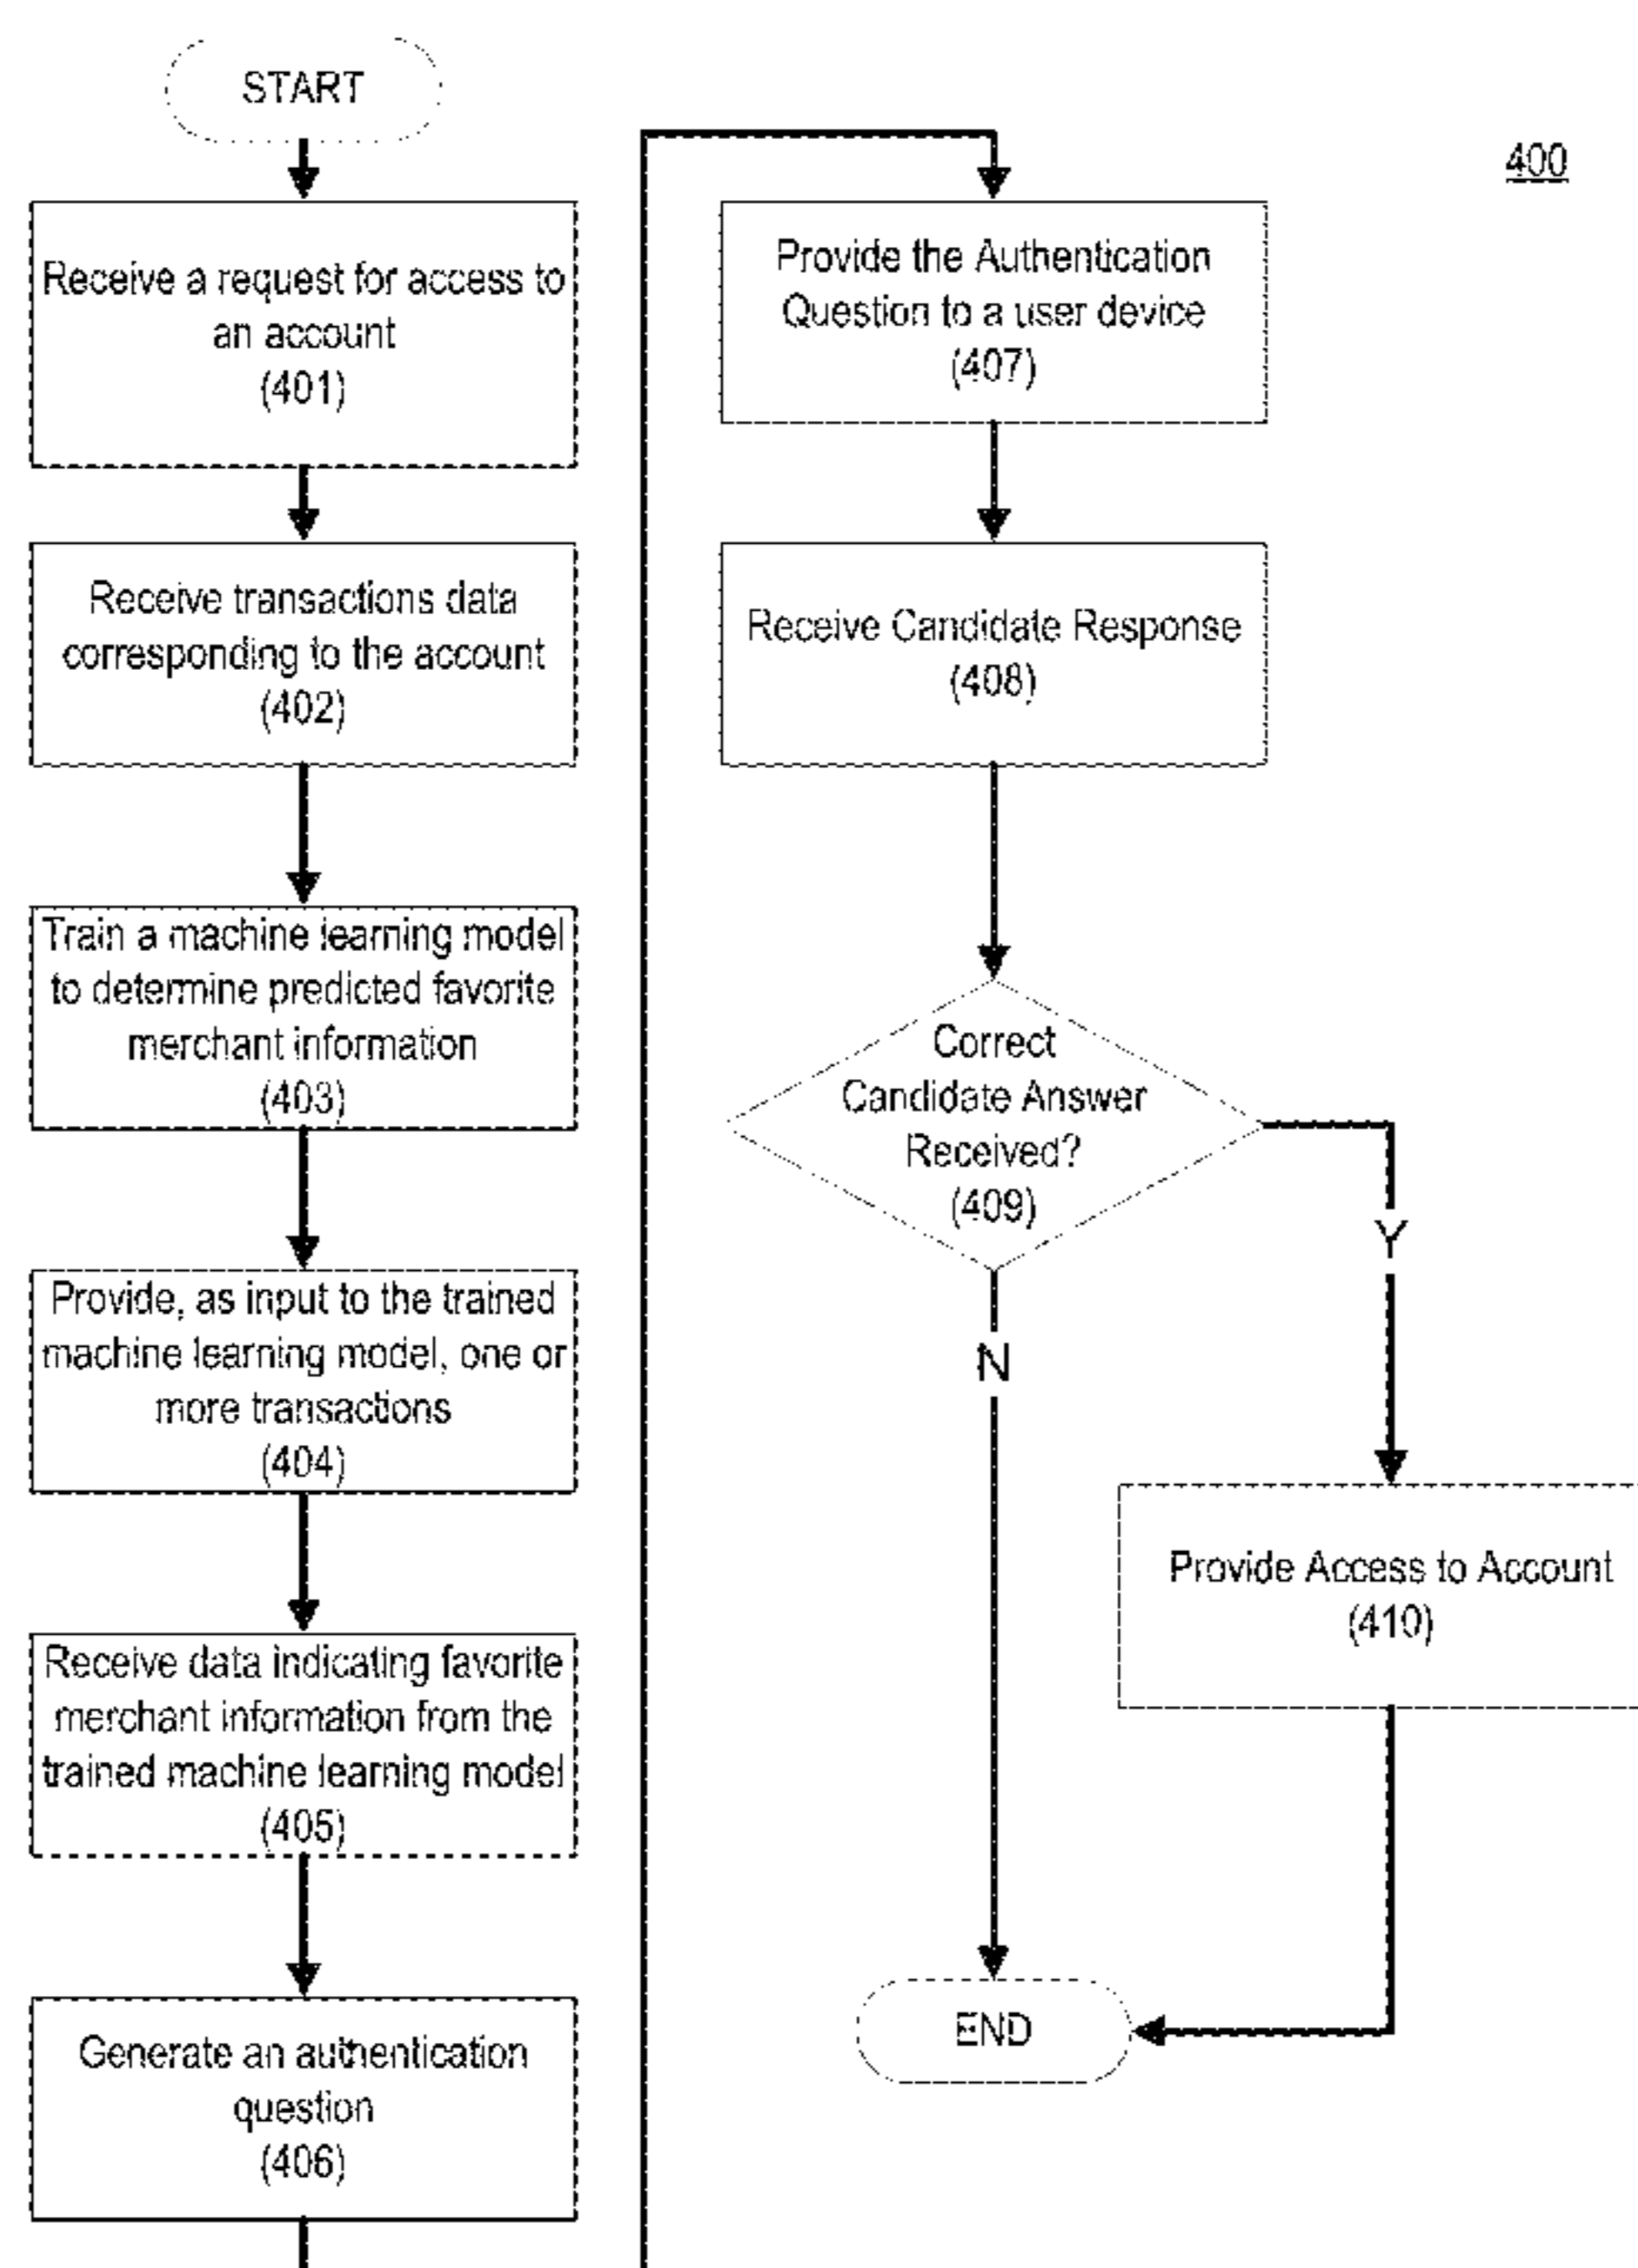 START
Receive a request for access to
an account
(401)
Receive transactions data
corresponding to the account
(402)
Train a machine learning model
to determine predicted favorite
merchant information
(403)
Provide, as input to the trained
machine learning model, one or
more transactions
(404)
Receive data indicating favorite
merchant information from the
trained machine learning model
(405)
Generate an authentication
question
(406)
400
Provide the Authentication
Question to a user device
(407)
Receive Candidate Response
(408)
Correct
Candidate Answer
Received?
(409)
Y
N
Provide Access to Account
(410)
END